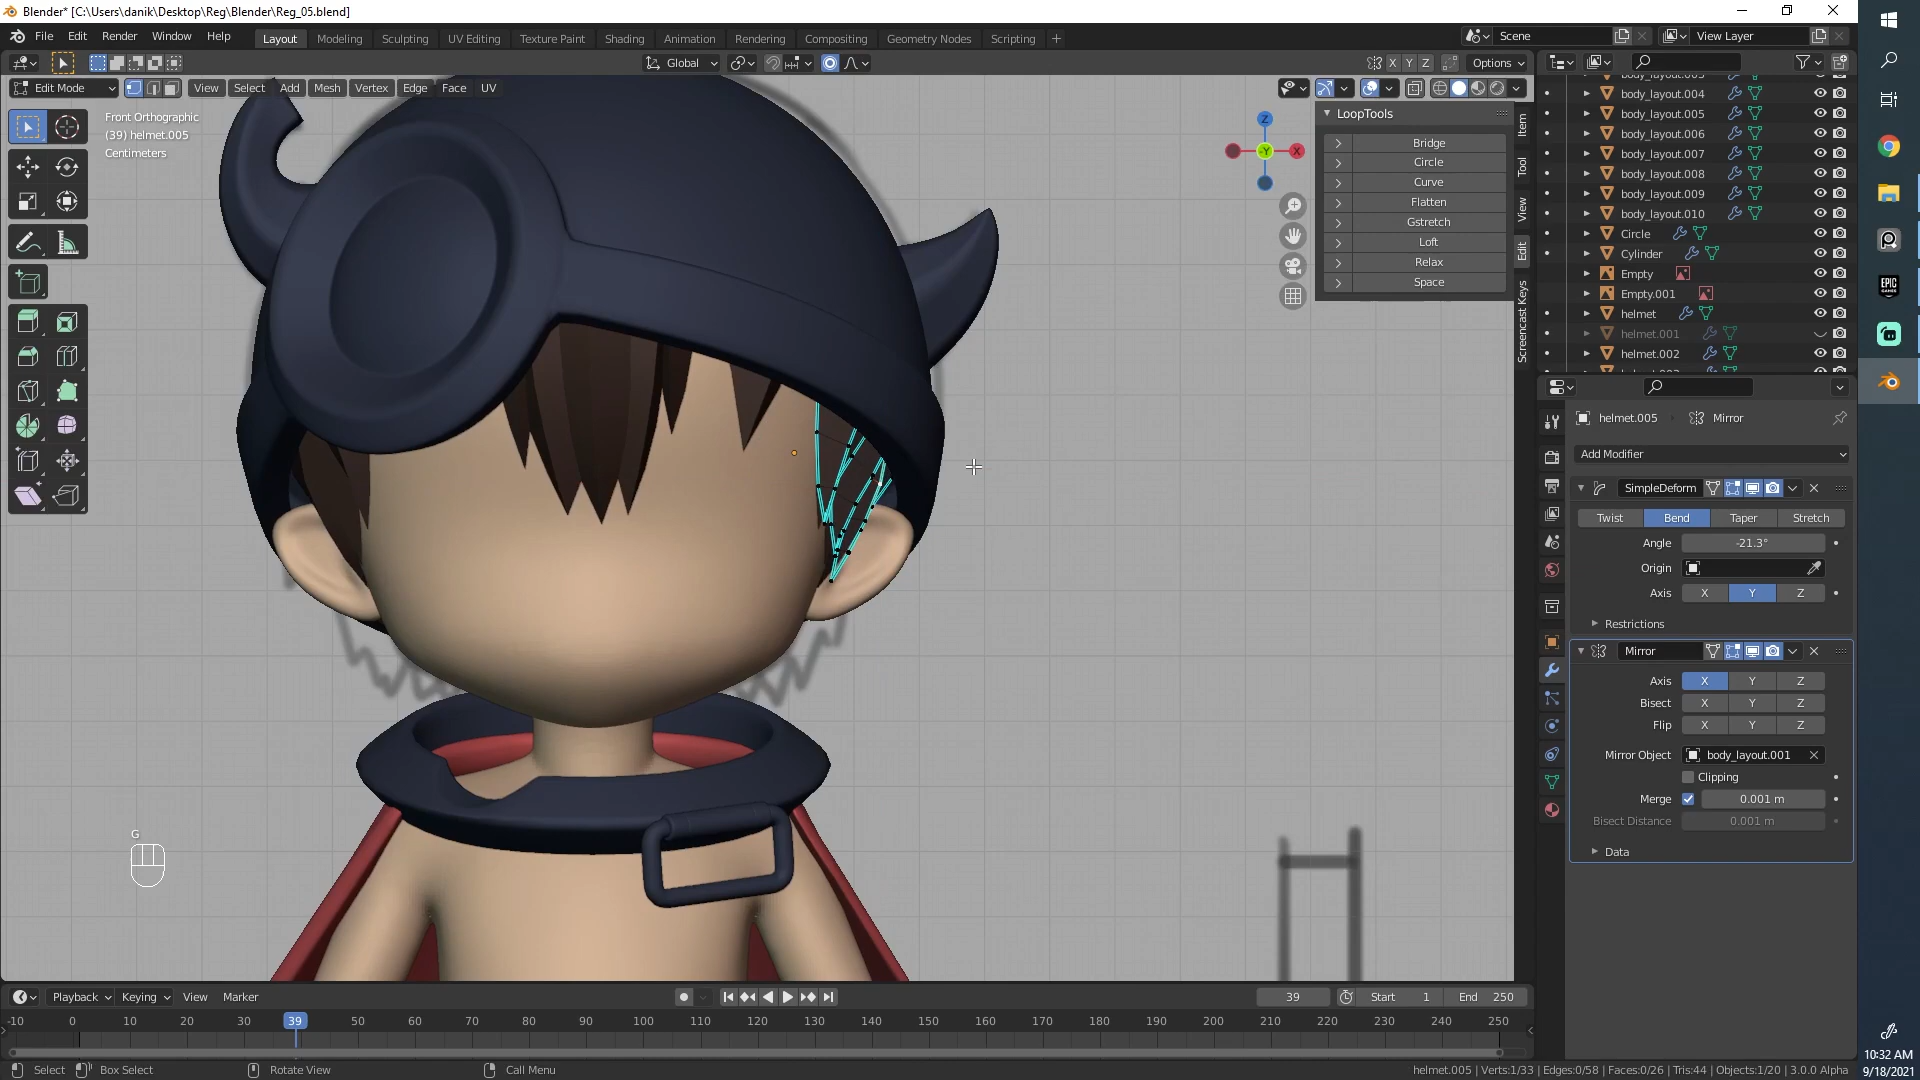 Blender* [C:\Users\danik\Desktop\Reg\Blender\Reg_05.blend]
File Edit Render Window Help
Layout Modeling Sculpting UV Editing Texture Paint Shading Animation Rendering Compositing Geometry Nodes Scripting +
Scene View Layer
Global X Y Z Options
Edit Mode View Select Add Mesh Vertex Edge Face UV
Front Orthographic
(39) helmet.005
Centimeters
Z
-Y X
LoopTools
Bridge
Circle
Curve
Flatten
Gstretch
Loft
Relax
Space
Item
Tool
View
Edit
Screencast Keys
body_layout.004
body_layout.005
body_layout.006
body_layout.007
body_layout.008
body_layout.009
body_layout.010
Circle
Cylinder
Empty
Empty.001
helmet
helmet.001
helmet.002
helmet.005 Mirror
Add Modifier
SimpleDeform
Twist Bend Taper Stretch
Angle -21.3°
Origin
Axis X Y Z
Restrictions
Mirror
Axis X Y Z
Bisect X Y Z
Flip X Y Z
Mirror Object body_layout.001
Clipping
Merge 0.001 m
Bisect Distance 0.001 m
Data
G
Playback Keying View Marker
39 Start 1 End 250
-10 0 10 20 30 39 50 60 70 80 90 100 110 120 130 140 150 160 170 180 190 200 210 220 230 240 250
Select Box Select Rotate View Call Menu
helmet.005 | Verts:1/33 | Edges:0/58 | Faces:0/26 | Tris:44 | Objects:1/20 | 3.0.0 Alpha
EPIC
10:32 AM
9/18/2021